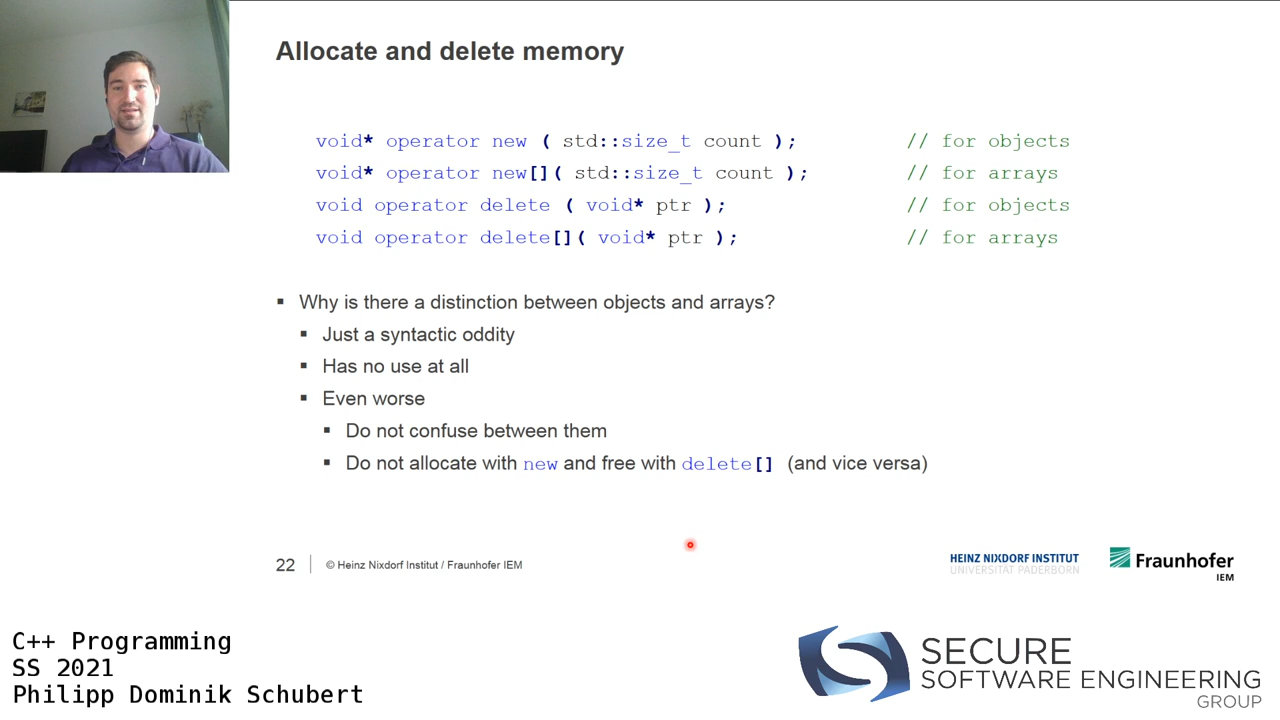 Allocate and delete memory
void* operator new ( std::size_t count ); // for objects
void* operator new[]( std::size_t count ); // for arrays
void operator delete ( void* ptr ); // for objects
void operator delete[]( void* ptr ); // for arrays
▪ Why is there a distinction between objects and arrays?
▪ Just a syntactic oddity
▪ Has no use at all
▪ Even worse
▪ Do not confuse between them
▪ Do not allocate with new and free with delete[] (and vice versa)
22 © Heinz Nixdorf Institut / Fraunhofer IEM
HEINZ NIXDORF INSTITUT
UNIVERSITÄT PADERBORN
Fraunhofer
IEM
C++ Programming
SS 2021
Philipp Dominik Schubert
SECURE
SOFTWARE ENGINEERING
GROUP